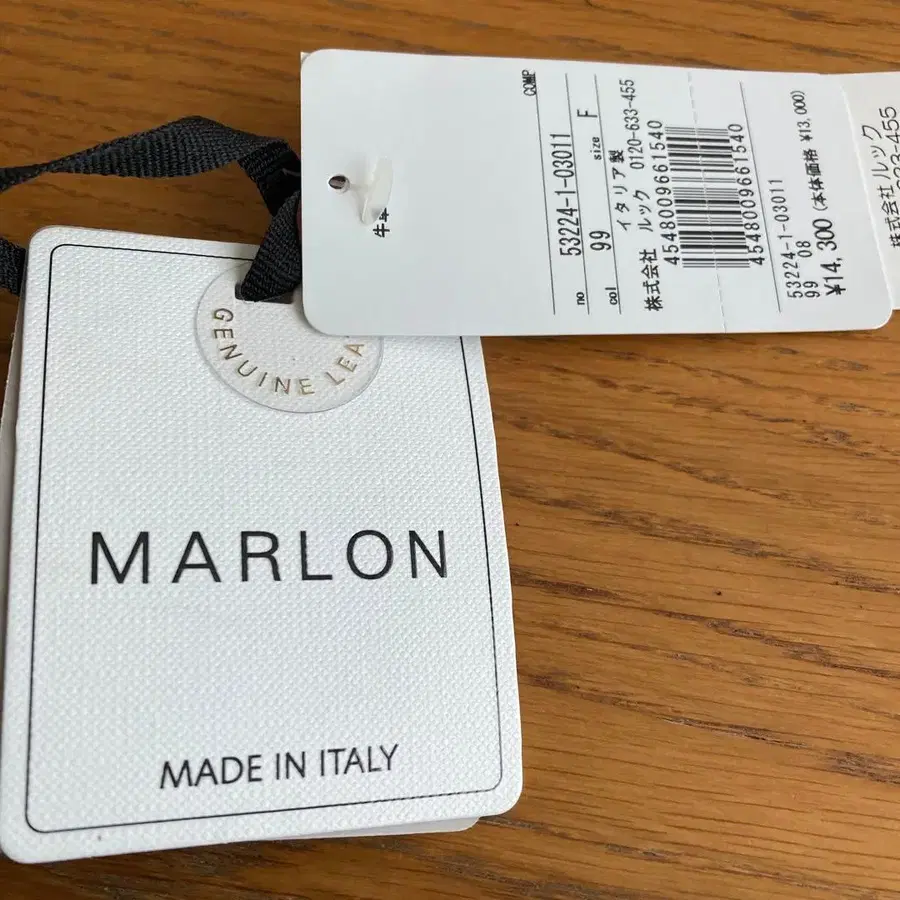 GENUINE LEA
MARLON
MADE IN ITALY
COMP
no 53224-1-03011
size F
col 99
イタリア製
株式会社 ルック 0120-633-455
4548009661540
4548009661540
53224-1-03011
99 08
¥14,300 (本体価格 ¥13,000)
株式会社 ルック